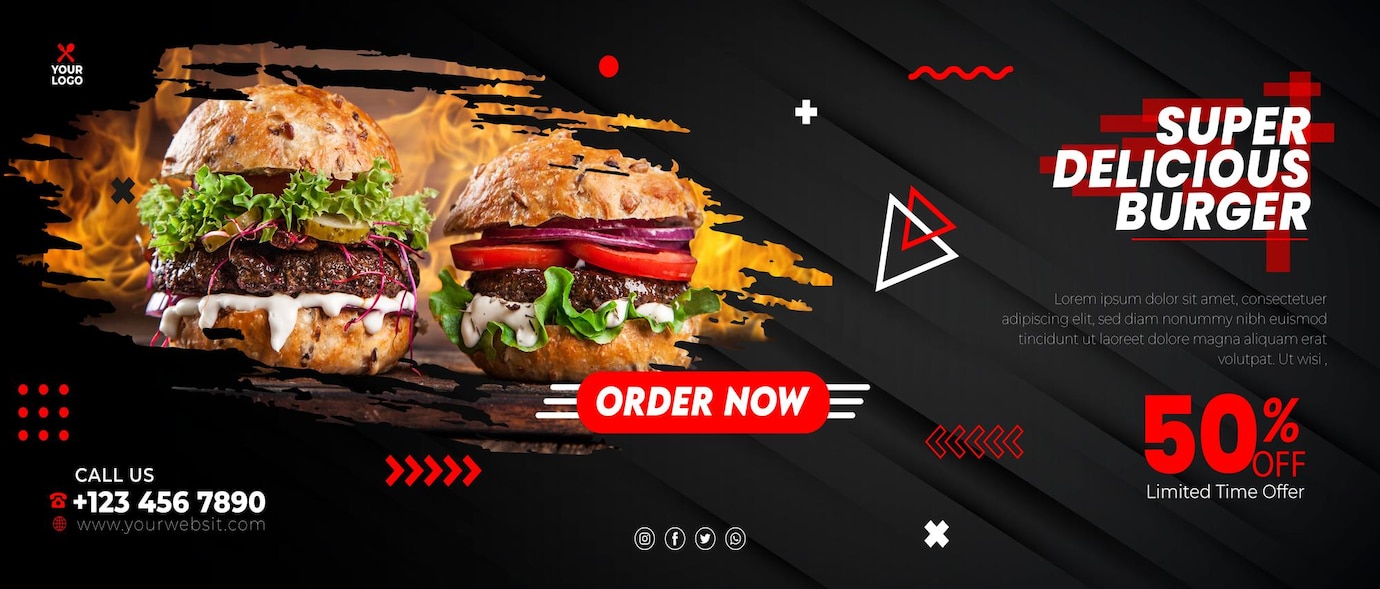 YOUR
LOGO
SUPER
DELICIOUS
BURGER
Lorem ipsum dolor sit amet, consectetuer
adipiscing elit, sed diam nonummy nibh euismod
tincidunt ut laoreet dolore magna aliquam erat
volutpat. Ut wisi ,
ORDER NOW
50%
OFF
Limited Time Offer
CALL US
+123 456 7890
www.yourwebsit.com